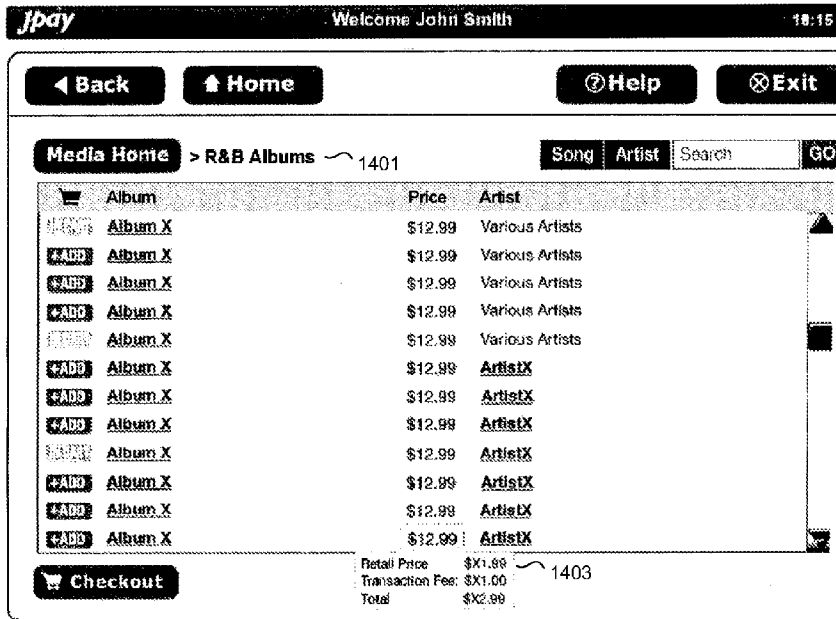 Jpay Welcome John Smith 18:15
Back Home Help Exit
Media Home > R&B Albums 1401 Song Artist Search GO
Album Price Artist
Album X $12.99 Various Artists
+ADD Album X $12.99 Various Artists
+ADD Album X $12.99 Various Artists
+ADD Album X $12.99 Various Artists
Album X $12.99 Various Artists
+ADD Album X $12.99 ArtistX
+ADD Album X $12.99 ArtistX
+ADD Album X $12.99 ArtistX
Album X $12.99 ArtistX
+ADD Album X $12.99 ArtistX
+ADD Album X $12.99 ArtistX
+ADD Album X $12.99 ArtistX
Checkout
Retail Price $X1.99 1403
Transaction Fee: $X1.00
Total $X2.99